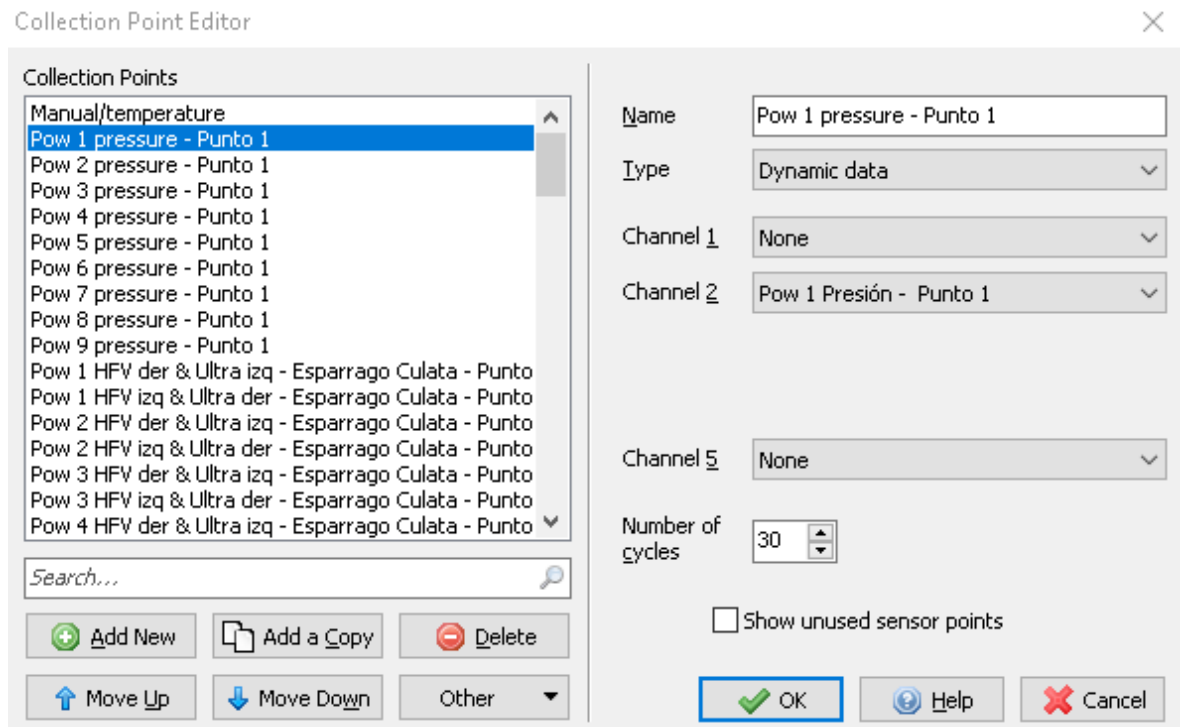 Collection Point Editor
Collection Points
Manual/temperature
Pow 1 pressure - Punto 1
Pow 2 pressure - Punto 1
Pow 3 pressure - Punto 1
Pow 4 pressure - Punto 1
Pow 5 pressure - Punto 1
Pow 6 pressure - Punto 1
Pow 7 pressure - Punto 1
Pow 8 pressure - Punto 1
Pow 9 pressure - Punto 1
Pow 1 HFV der & Ultra izq - Esparrago Culata - Punto
Pow 1 HFV izq & Ultra der - Esparrago Culata - Punto
Pow 2 HFV der & Ultra izq - Esparrago Culata - Punto
Pow 2 HFV izq & Ultra der - Esparrago Culata - Punto
Pow 3 HFV der & Ultra izq - Esparrago Culata - Punto
Pow 3 HFV izq & Ultra der - Esparrago Culata - Punto
Pow 4 HFV der & Ultra izq - Esparrago Culata - Punto
Search...
Add New
Add a Copy
Delete
Move Up
Move Down
Other
Name
Pow 1 pressure - Punto 1
Type
Dynamic data
Channel 1
None
Channel 2
Pow 1 Presión - Punto 1
Channel 5
None
Number of
cycles
30
Show unused sensor points
OK
Help
Cancel